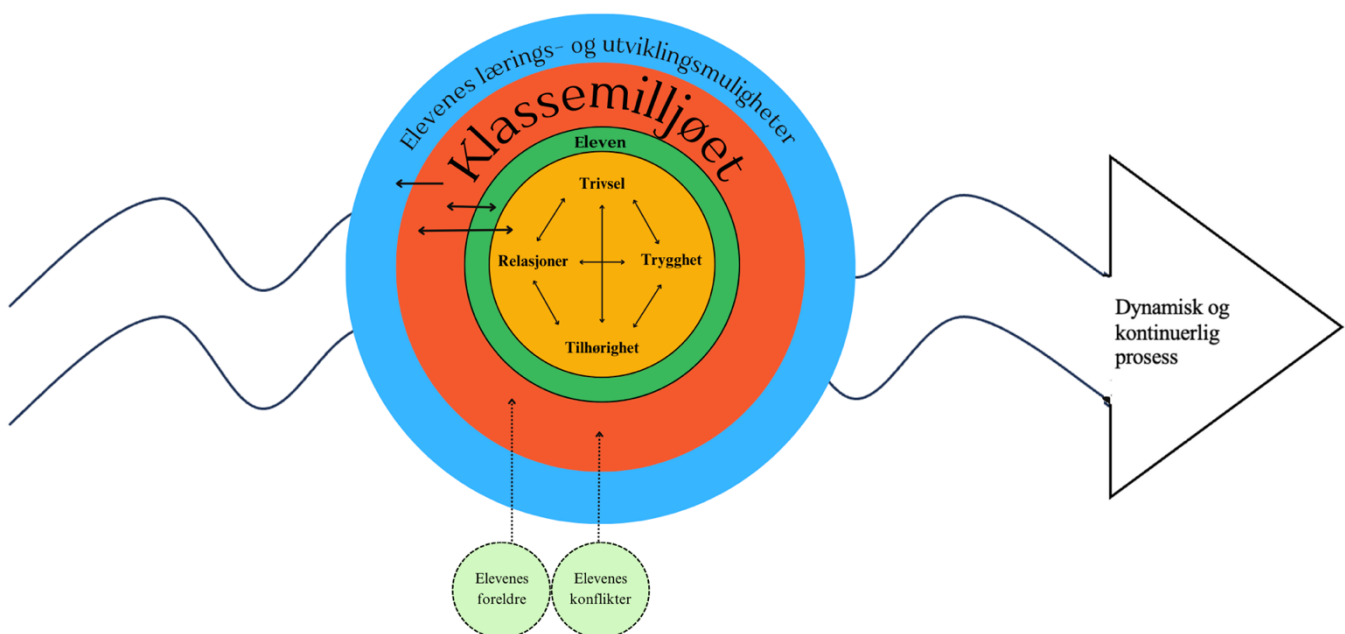 Elevenes lærings- og utviklingsmuligheter
Klassemilljøet
Eleven
Trivsel
Relasjoner
Trygghet
Tilhørighet
Dynamisk og
kontinuerlig
prosess
Elevenes
foreldre
Elevenes
konflikter